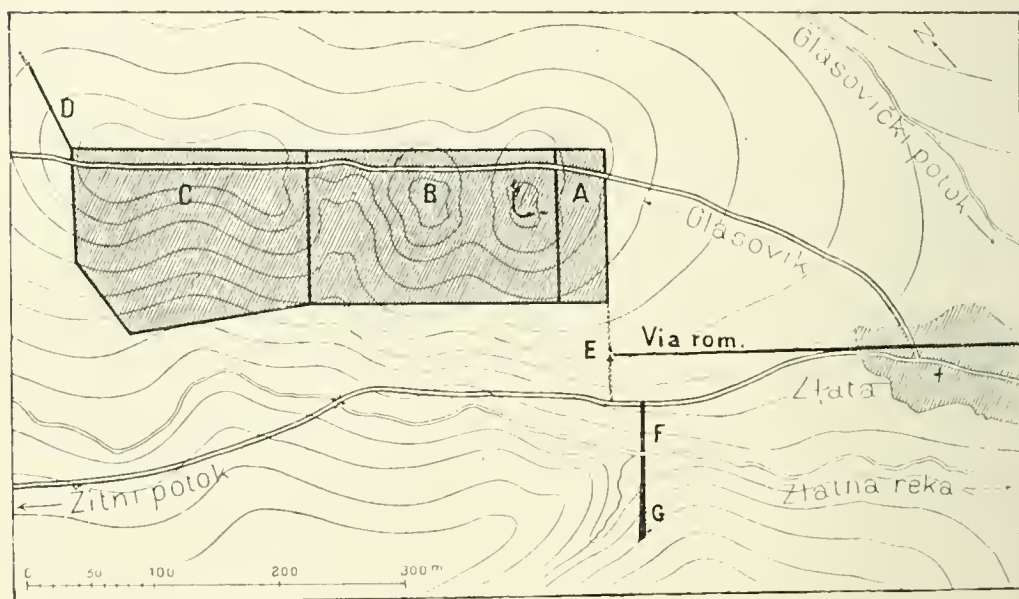 N.
Glasovički potok
D
C
B
A
Glasovik
E
Via rom.
Zlata
F
Žitni potok
Zlatna reka
G
0 50 100 200 300 m